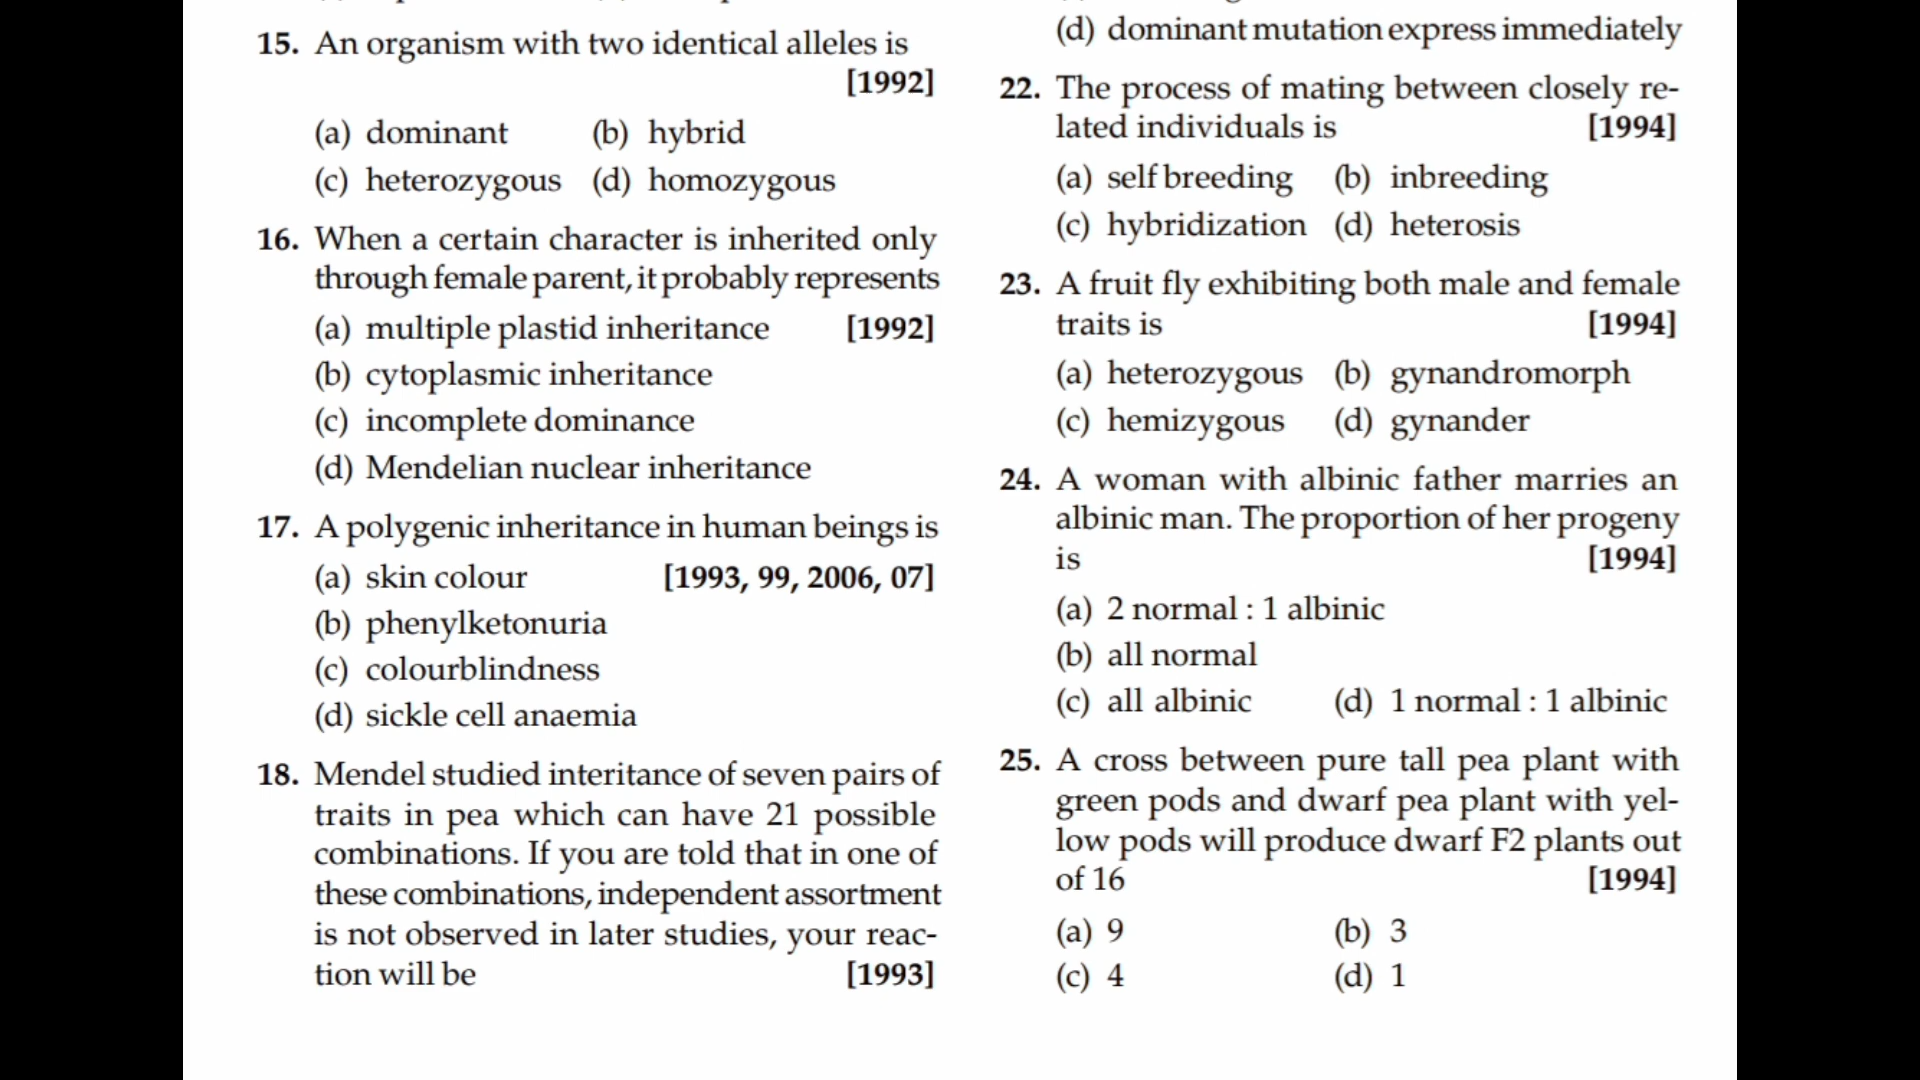 15. An organism with two identical alleles is
[1992]
(a) dominant (b) hybrid
(c) heterozygous (d) homozygous
16. When a certain character is inherited only
through female parent, it probably represents
(a) multiple plastid inheritance [1992]
(b) cytoplasmic inheritance
(c) incomplete dominance
(d) Mendelian nuclear inheritance
17. A polygenic inheritance in human beings is
(a) skin colour [1993, 99, 2006, 07]
(b) phenylketonuria
(c) colourblindness
(d) sickle cell anaemia
18. Mendel studied interitance of seven pairs of
traits in pea which can have 21 possible
combinations. If you are told that in one of
these combinations, independent assortment
is not observed in later studies, your reac-
tion will be [1993]
(d) dominant mutation express immediately
22. The process of mating between closely re-
lated individuals is [1994]
(a) self breeding (b) inbreeding
(c) hybridization (d) heterosis
23. A fruit fly exhibiting both male and female
traits is [1994]
(a) heterozygous (b) gynandromorph
(c) hemizygous (d) gynander
24. A woman with albinic father marries an
albinic man. The proportion of her progeny
is [1994]
(a) 2 normal : 1 albinic
(b) all normal
(c) all albinic (d) 1 normal : 1 albinic
25. A cross between pure tall pea plant with
green pods and dwarf pea plant with yel-
low pods will produce dwarf F2 plants out
of 16 [1994]
(a) 9 (b) 3
(c) 4 (d) 1